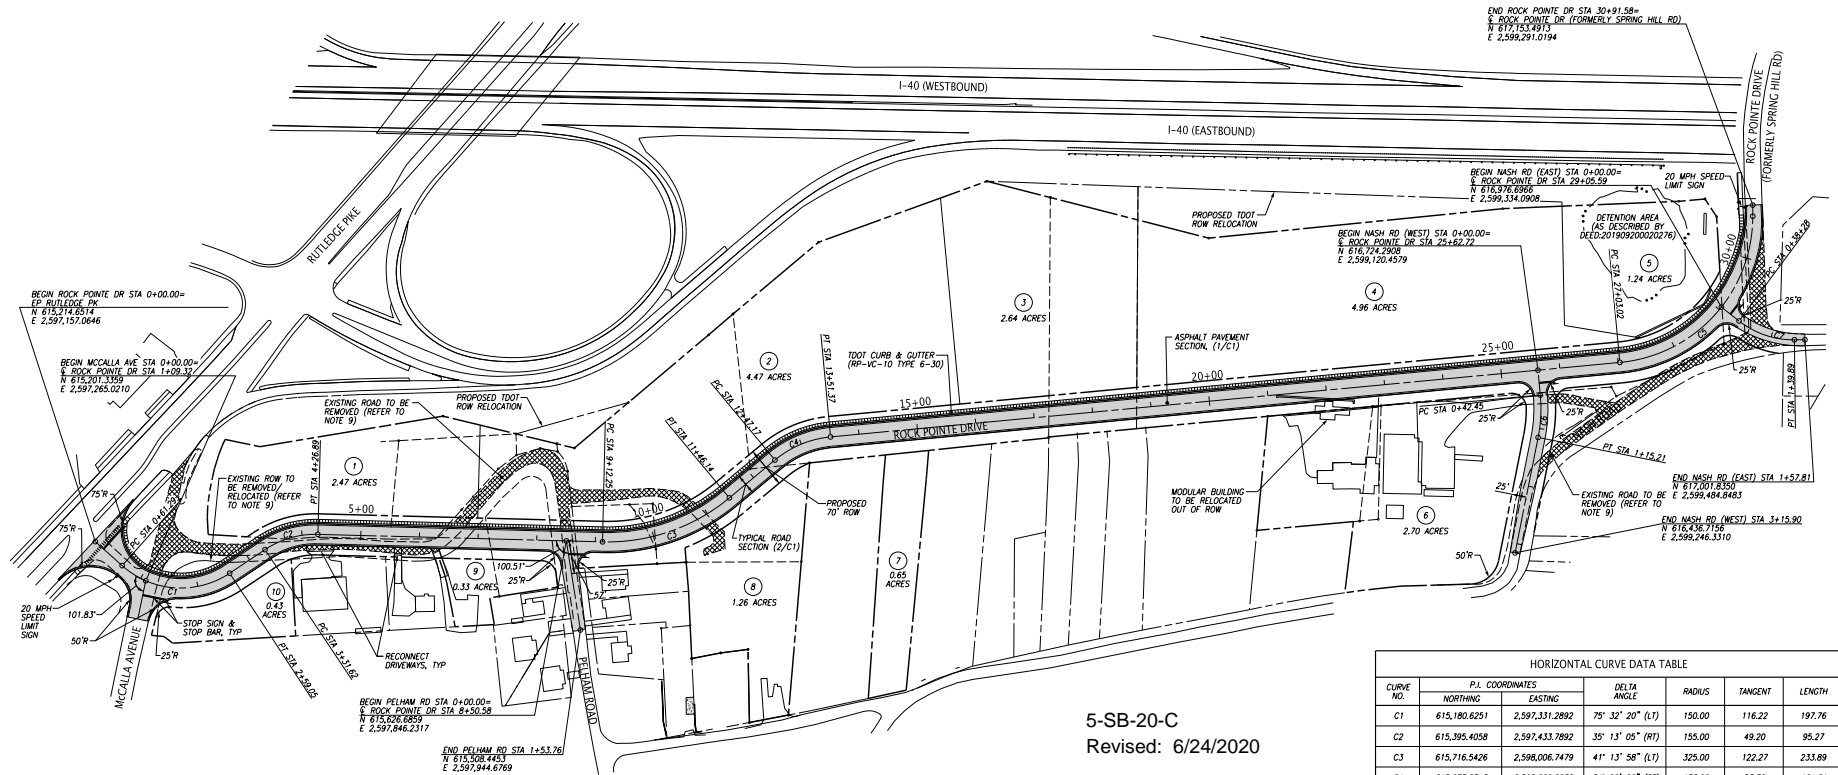 END ROCK POINTE DR STA 30+91.58=
℄ ROCK POINTE DR (FORMERLY SPRING HILL RD)
N 617,153.4913
E 2,599,291.0194
ROCK POINTE DRIVE
(FORMERLY SPRING HILL RD)
I-40 (WESTBOUND)
I-40 (EASTBOUND)
RUTLEDGE PIKE
BEGIN NASH RD (EAST) STA 0+00.00=
℄ ROCK POINTE DR STA 29+05.59
N 616,976.6966
E 2,599,334.0908
20 MPH SPEED
LIMIT SIGN
PROPOSED TDOT
ROW RELOCATION
DETENTION AREA
(AS DESCRIBED BY
DEED:201909200020276)
BEGIN NASH RD (WEST) STA 0+00.00=
℄ ROCK POINTE DR STA 25+62.72
N 616,724.2908
E 2,599,120.4579
PC STA 27+03.02
30+00
PC STA 0+38+28
5
1.24 ACRES
4
4.96 ACRES
3
2.64 ACRES
25'R
C5
C7
25'R
PT STA 1+39.89
BEGIN ROCK POINTE DR STA 0+00.00=
EP RUTLEDGE PK
N 615,214.6514
E 2,597,157.0646
BEGIN MCCALLA AVE STA 0+00.00=
℄ ROCK POINTE DR STA 1+09.32
N 615,201.3359
E 2,597,265.0210
2
4.47 ACRES
PT STA 13+51.37
TDOT CURB & GUTTER
(RP-VC-10 TYPE 6-30)
ASPHALT PAVEMENT
SECTION, (1/C1)
25+00
20+00
15+00
ROCK POINTE DRIVE
EXISTING ROAD TO BE
REMOVED (REFER TO
NOTE 9)
PROPOSED TDOT
ROW RELOCATION
PC STA 12+47.17
PT STA 11+46.14
PC STA 9+12.25
C4
PC STA 0+42.45
25'R
25'R
C6
PT STA 1+15.21
1
2.47 ACRES
PT STA 4+26.89
EXISTING ROW TO
BE REMOVED/
RELOCATED (REFER
TO NOTE 9)
75'R
75'R
5+00
10+00
C3
C2
C1
PROPOSED
70' ROW
TYPICAL ROAD
SECTION (2/C1)
MODULAR BUILDING
TO BE RELOCATED
OUT OF ROW
25'
EXISTING ROAD TO BE
REMOVED (REFER TO
NOTE 9)
END NASH RD (EAST) STA 1+57.81
N 617,001.8350
E 2,599,484.8483
6
2.70 ACRES
END NASH RD (WEST) STA 3+15.90
N 616,436.7156
E 2,599,246.3310
50'R
7
0.65
ACRES
8
1.26 ACRES
9
0.33 ACRES
100.51'
25'R
25'R
10
0.43
ACRES
20 MPH
SPEED
LIMIT
SIGN
101.83'
50'R
25'R
STOP SIGN &
STOP BAR, TYP
PT STA 2+59.05
PC STA 3+31.62
RECONNECT
DRIVEWAYS, TYP
McCALLA AVENUE
PELHAM ROAD
BEGIN PELHAM RD STA 0+00.00=
℄ ROCK POINTE DR STA 8+50.58
N 615,626.6859
E 2,597,846.2317
END PELHAM RD STA 1+53.76
N 615,508.4453
E 2,597,944.6769
5-SB-20-C
Revised: 6/24/2020
HORIZONTAL CURVE DATA TABLE
CURVE NO. P.I. COORDINATES NORTHING EASTING DELTA ANGLE RADIUS TANGENT LENGTH
C1 615,180.6251 2,597,331.2892 75° 32' 20" (LT) 150.00 116.22 197.76
C2 615,395.4058 2,597,433.7892 35° 13' 05" (RT) 155.00 49.20 95.27
C3 615,716.5426 2,598,006.7479 41° 13' 58" (LT) 325.00 122.27 233.89